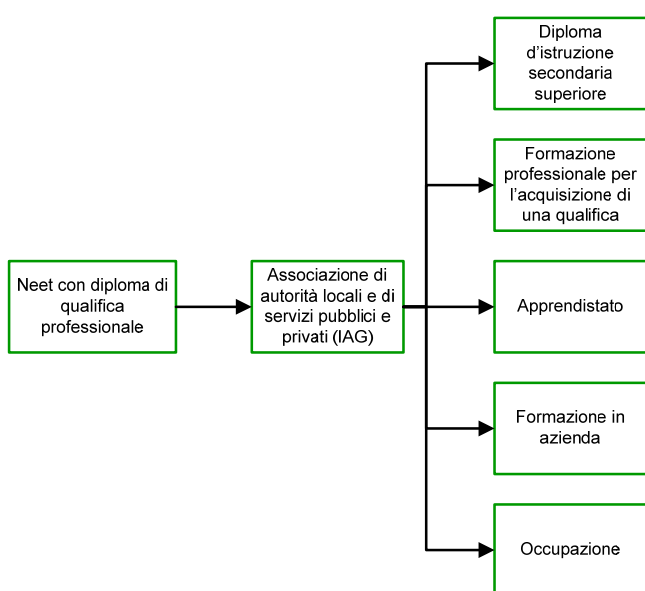 Neet con diploma di
qualifica
professionale
Associazione di
autorità locali e di
servizi pubblici e
privati (IAG)
Diploma
d’istruzione
secondaria
superiore
Formazione
professionale per
l’acquisizione di
una qualifica
Apprendistato
Formazione in
azienda
Occupazione